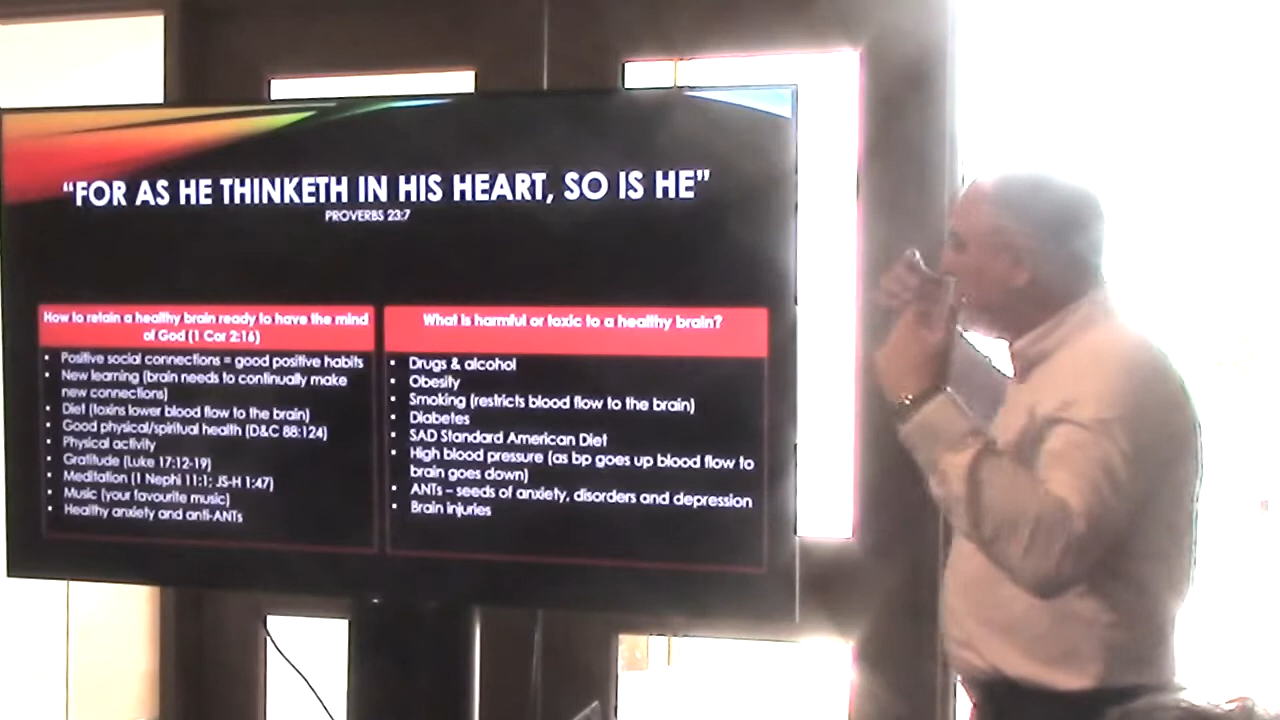 “FOR AS HE THINKETH IN HIS HEART, SO IS HE”
PROVERBS 23:7
How to retain a healthy brain ready to have the mind
of God (1 Cor 2:16)
• Positive social connections = good positive habits
• New learning (brain needs to continually make
new connections)
• Diet (toxins lower blood flow to the brain)
• Good physical/spiritual health (D&C 88:124)
• Physical activity
• Gratitude (Luke 17:12-19)
• Meditation (1 Nephi 11:1; JS-H 1:47)
• Music (your favourite music)
• Healthy anxiety and anti-ANTs
What is harmful or toxic to a healthy brain?
• Drugs & alcohol
• Obesity
• Smoking (restricts blood flow to the brain)
• Diabetes
• SAD Standard American Diet
• High blood pressure (as bp goes up blood flow to
brain goes down)
• ANTs – seeds of anxiety, disorders and depression
• Brain injuries